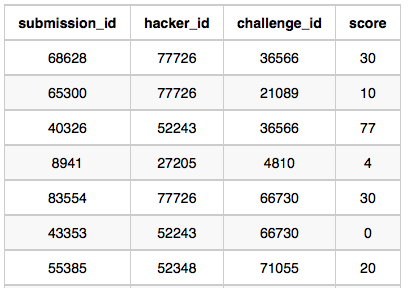 submission_id hacker_id challenge_id score
68628 77726 36566 30
65300 77726 21089 10
40326 52243 36566 77
8941 27205 4810 4
83554 77726 66730 30
43353 52243 66730 0
55385 52348 71055 20